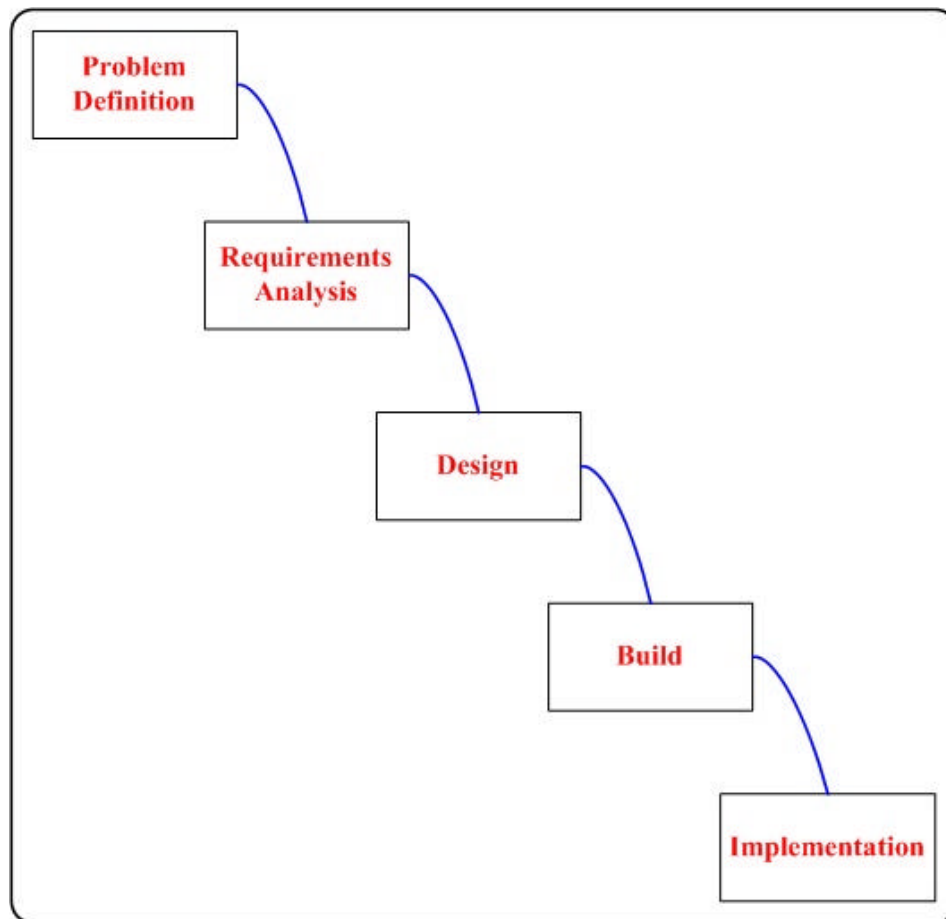 Problem
Definition
Requirements
Analysis
Design
Build
Implementation